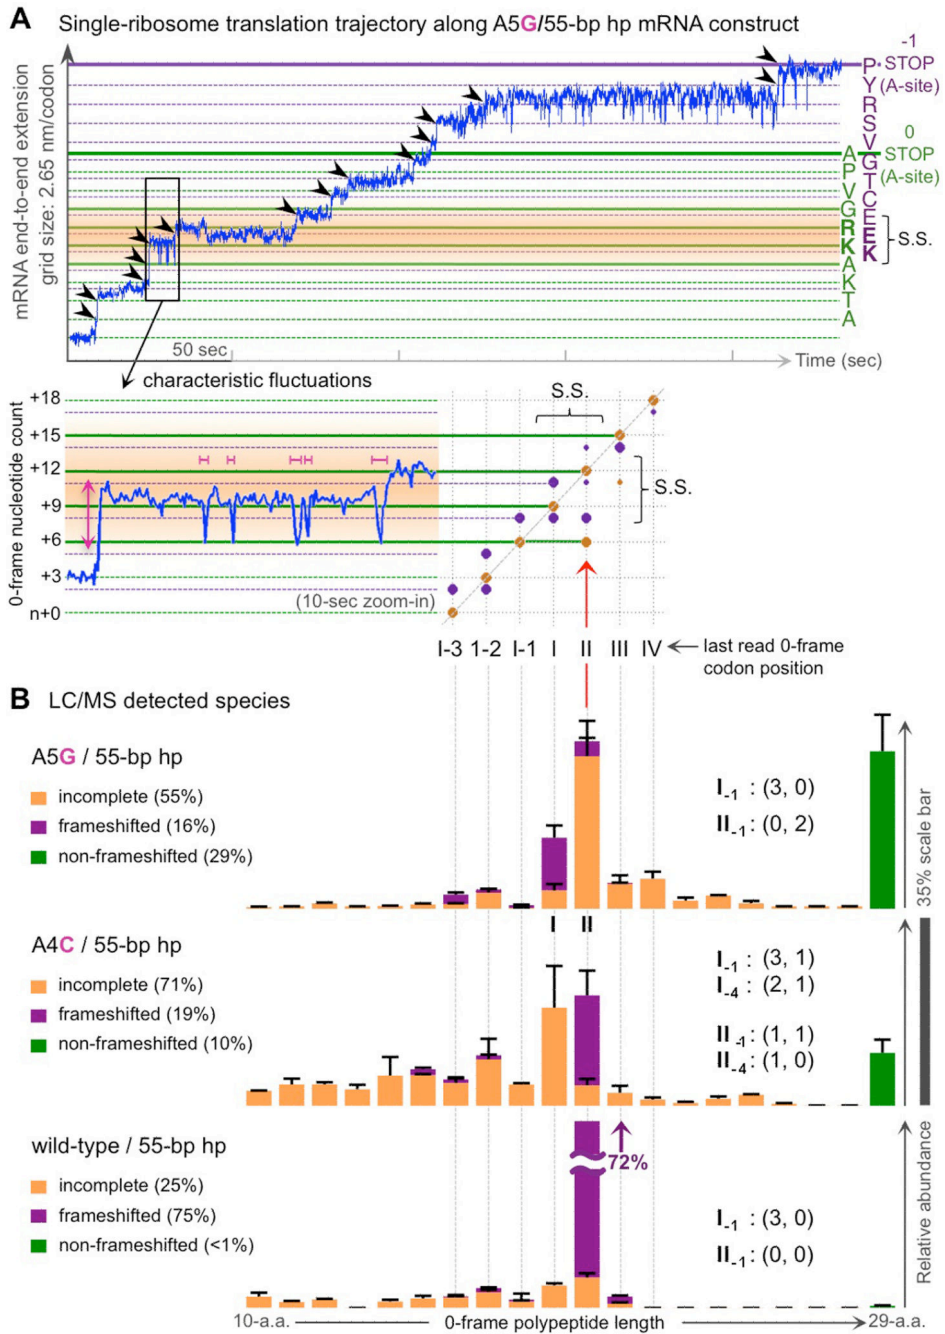 A Single-ribosome translation trajectory along A5G/55-bp hp mRNA construct
mRNA end-to-end extension
grid size: 2.65 nm/codon
-1
STOP
(A-site)
0
STOP
(A-site)
P
Y
R
S
V
G
T
C
E
E
K
A
P
V
G
R
K
A
K
T
A
S.S.
50 sec
Time (sec)
characteristic fluctuations
0-frame nucleotide count
+18
+15
+12
+9
+6
+3
n+0
(10-sec zoom-in)
S.S.
S.S.
I-3 1-2 I-1 I II III IV
last read 0-frame
codon position
B LC/MS detected species
A5G / 55-bp hp
incomplete (55%)
frameshifted (16%)
non-frameshifted (29%)
I-1 : (3, 0)
II-1 : (0, 2)
35% scale bar
I II
A4C / 55-bp hp
incomplete (71%)
frameshifted (19%)
non-frameshifted (10%)
I-1 : (3, 1)
I-4 : (2, 1)
II-1 : (1, 1)
II-4 : (1, 0)
wild-type / 55-bp hp
incomplete (25%)
frameshifted (75%)
non-frameshifted (<1%)
72%
I-1 : (3, 0)
II-1 : (0, 0)
Relative abundance
10-a.a. 0-frame polypeptide length 29-a.a.